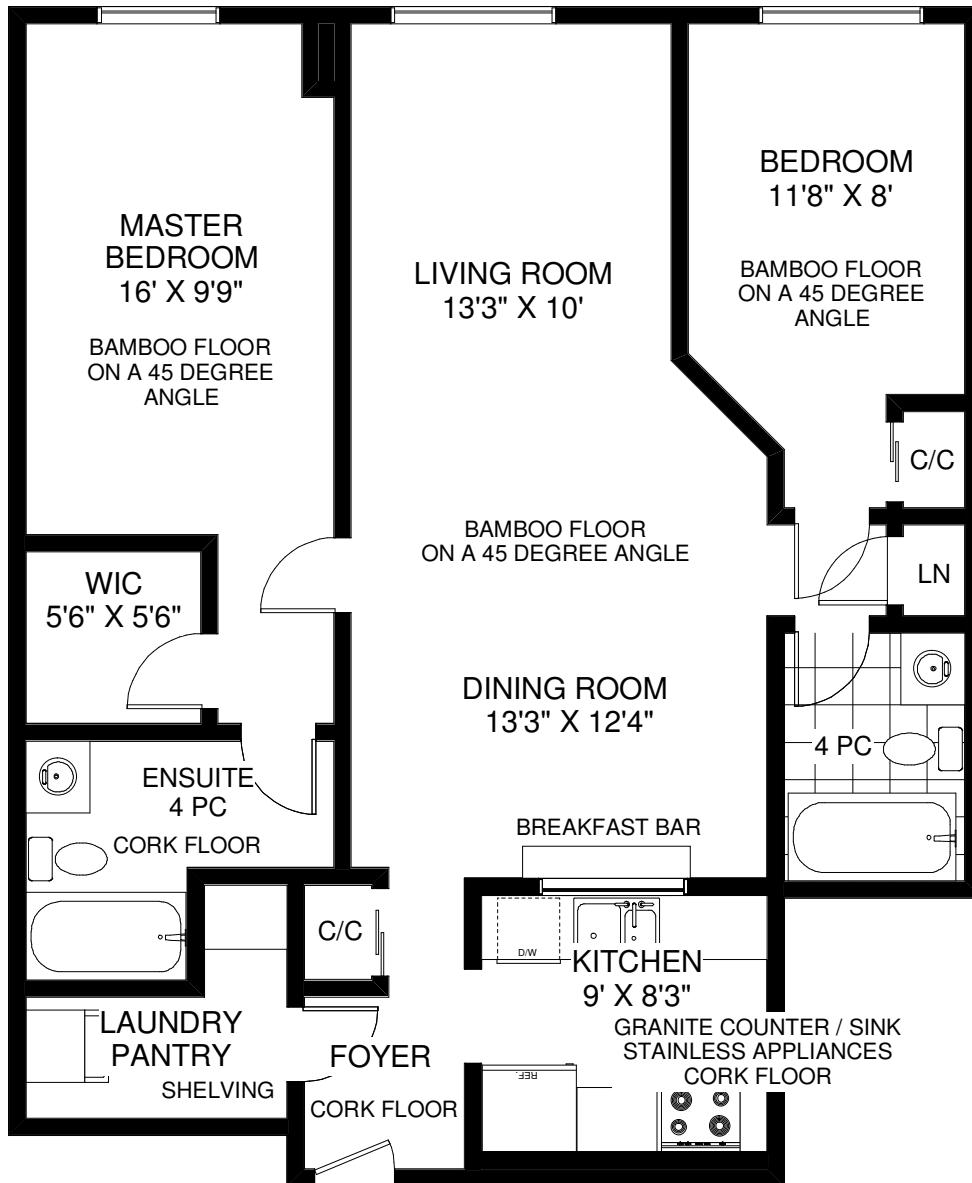 MASTER
BEDROOM
16' X 9'9"
BAMBOO FLOOR
ON A 45 DEGREE
ANGLE
LIVING ROOM
13'3" X 10'
BEDROOM
11'8" X 8'
BAMBOO FLOOR
ON A 45 DEGREE
ANGLE
C/C
BAMBOO FLOOR
ON A 45 DEGREE ANGLE
LN
WIC
5'6" X 5'6"
DINING ROOM
13'3" X 12'4"
4 PC
ENSUITE
4 PC
CORK FLOOR
BREAKFAST BAR
C/C
D/W
KITCHEN
9' X 8'3"
GRANITE COUNTER / SINK
STAINLESS APPLIANCES
CORK FLOOR
LAUNDRY
PANTRY
SHELVING
FOYER
CORK FLOOR
REF.